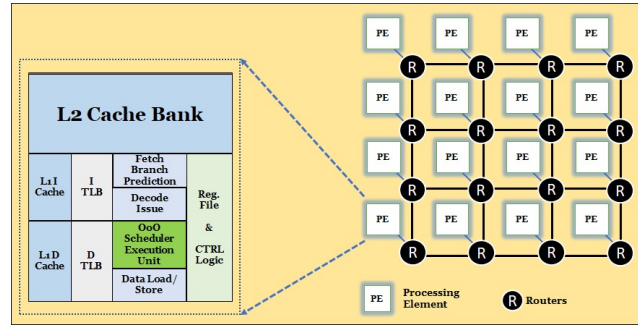 L2 Cache Bank
L1 I
Cache
I
TLB
Fetch
Branch
Prediction
Decode
Issue
Reg.
File
&
CTRL
Logic
L1 D
Cache
D
TLB
OoO
Scheduler
Execution
Unit
Data Load/
Store
PE PE PE PE
R R R R
PE PE PE PE
R R R R
PE PE PE PE
R R R R
PE PE PE PE
R R R R
PE
Processing
Element
R Routers